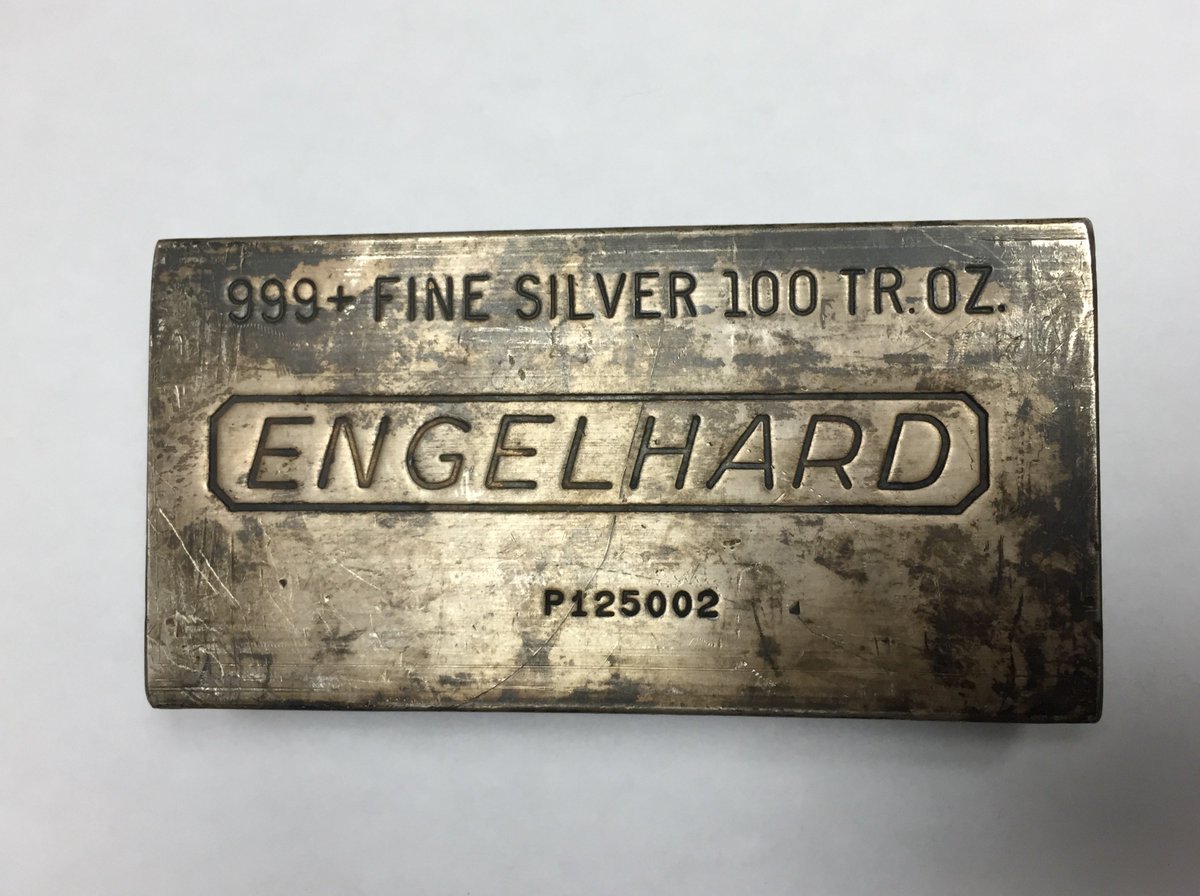 999+ FINE SILVER 100 TR. OZ.
ENGELHARD
P125002